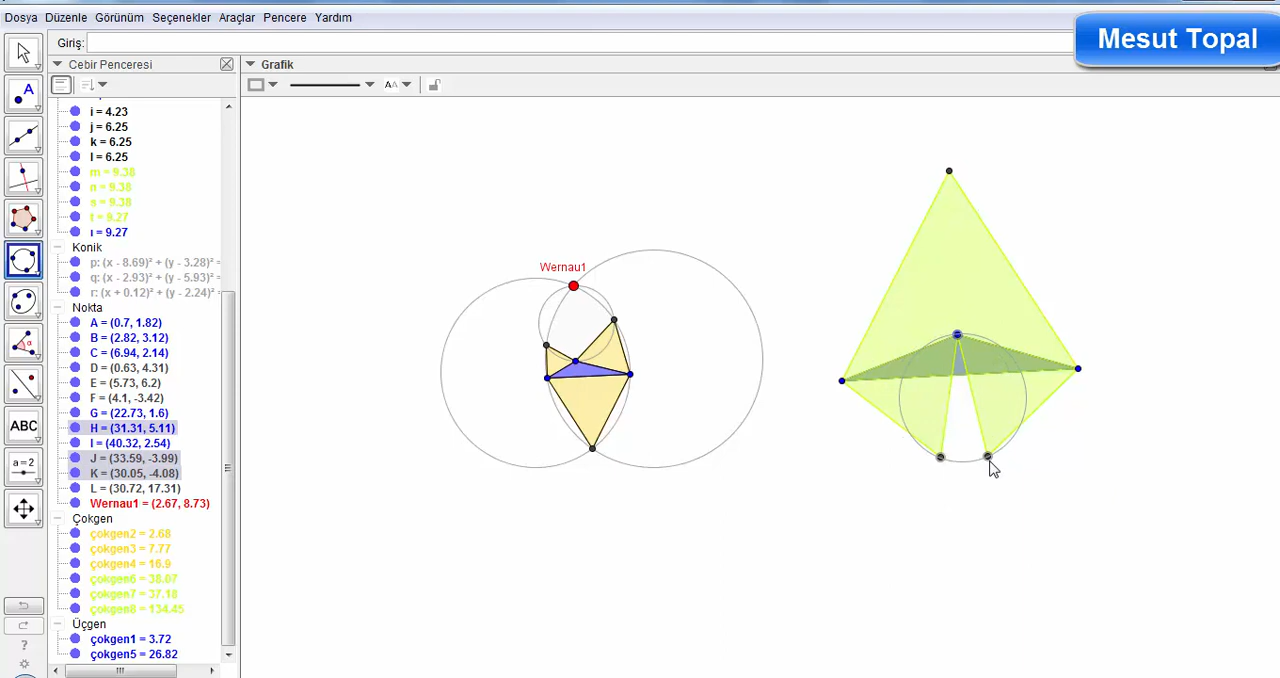 Dosya Düzenle Görünüm Seçenekler Araçlar Pencere Yardım
Mesut Topal
Giriş:
Cebir Penceresi
Grafik
A
ABC
a = 2
i = 4.23
j = 6.25
k = 6.25
l = 6.25
m = 9.38
n = 9.38
s = 9.38
t = 9.27
ı = 9.27
Konik
p: (x - 8.69)² + (y - 3.28)² =
q: (x - 2.93)² + (y - 5.93)² =
r: (x + 0.12)² + (y - 2.24)² =
Nokta
A = (0.7, 1.82)
B = (2.82, 3.12)
C = (6.94, 2.14)
D = (0.63, 4.31)
E = (5.73, 6.2)
F = (4.1, -3.42)
G = (22.73, 1.6)
H = (31.31, 5.11)
I = (40.32, 2.54)
J = (33.59, -3.99)
K = (30.05, -4.08)
L = (30.72, 17.31)
Wernau1 = (2.67, 8.73)
Çokgen
çokgen2 = 2.68
çokgen3 = 7.77
çokgen4 = 16.9
çokgen6 = 38.07
çokgen7 = 37.18
çokgen8 = 134.45
Üçgen
çokgen1 = 3.72
çokgen5 = 26.82
Wernau1